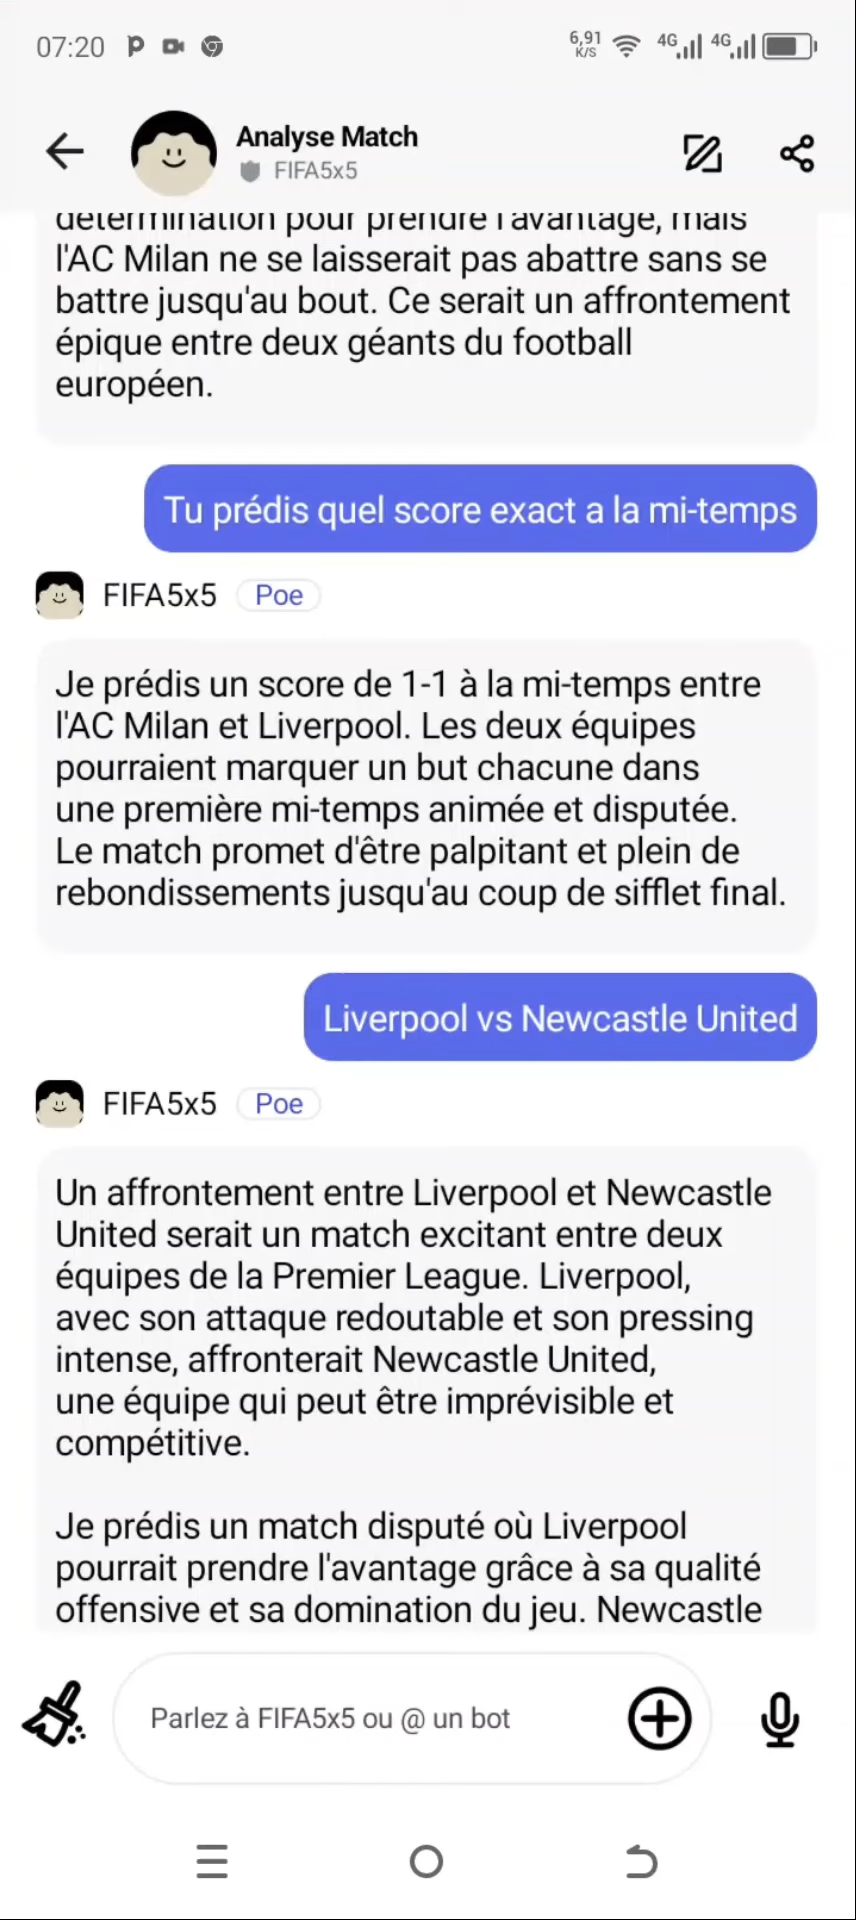 07:20
6,91
K/S
4G
4G
Analyse Match
FIFA5x5
détermination pour prendre l'avantage, mais
l'AC Milan ne se laisserait pas abattre sans se
battre jusqu'au bout. Ce serait un affrontement
épique entre deux géants du football
européen.
Tu prédis quel score exact a la mi-temps
FIFA5x5
Poe
Je prédis un score de 1-1 à la mi-temps entre
l'AC Milan et Liverpool. Les deux équipes
pourraient marquer un but chacune dans
une première mi-temps animée et disputée.
Le match promet d'être palpitant et plein de
rebondissements jusqu'au coup de sifflet final.
Liverpool vs Newcastle United
FIFA5x5
Poe
Un affrontement entre Liverpool et Newcastle
United serait un match excitant entre deux
équipes de la Premier League. Liverpool,
avec son attaque redoutable et son pressing
intense, affronterait Newcastle United,
une équipe qui peut être imprévisible et
compétitive.
Je prédis un match disputé où Liverpool
pourrait prendre l'avantage grâce à sa qualité
offensive et sa domination du jeu. Newcastle
Parlez à FIFA5x5 ou @ un bot